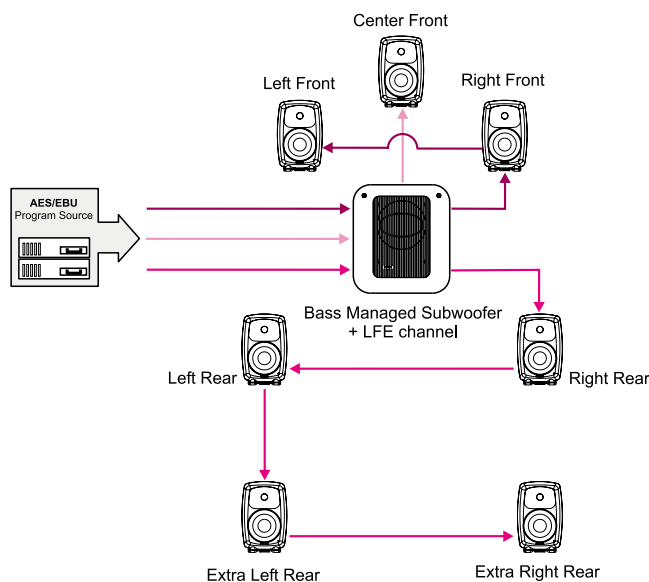 Center Front
Left Front
Right Front
AES/EBU
Program Source
Bass Managed Subwoofer
+ LFE channel
Left Rear
Right Rear
Extra Left Rear
Extra Right Rear